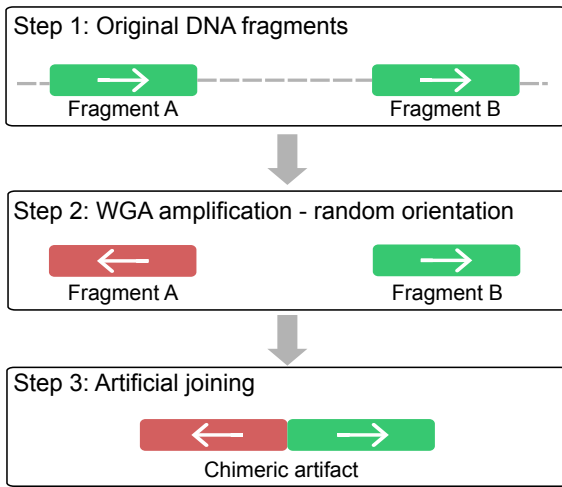 Step 1: Original DNA fragments
Fragment A
Fragment B
Step 2: WGA amplification - random orientation
Fragment A
Fragment B
Step 3: Artificial joining
Chimeric artifact